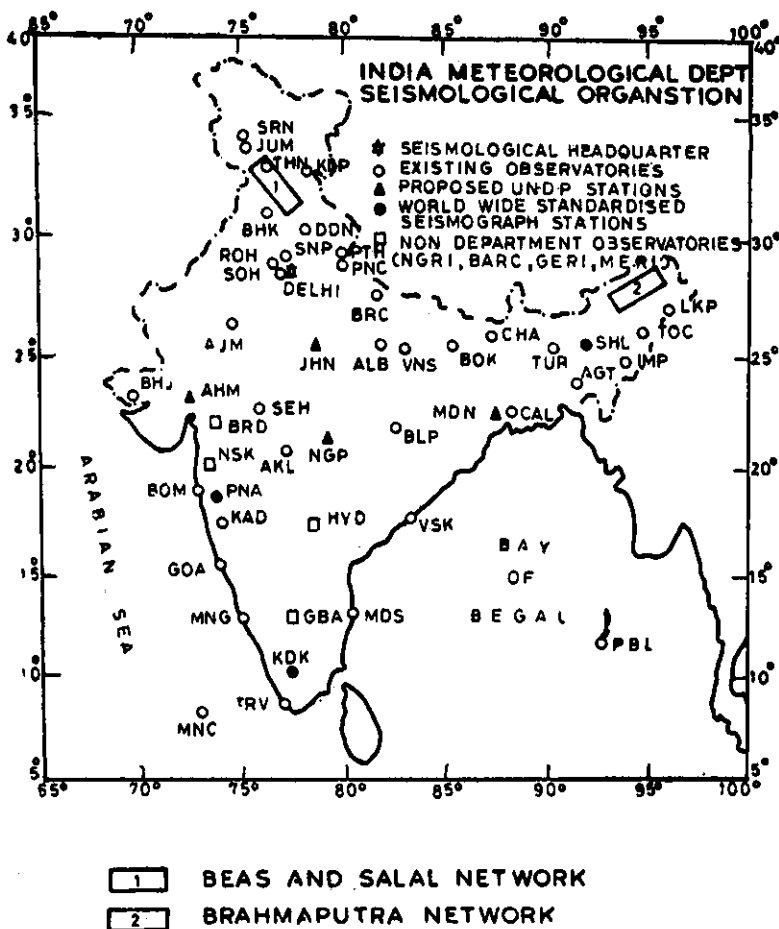 65° 70° 75° 80° 85° 90° 95° 100°
40 40°
INDIA METEOROLOGICAL DEPT
SEISMOLOGICAL ORGANSTION
35° 35°
SRN
JUM
THN KLP
SEISMOLOGICAL HEADQUARTER
EXISTING OBSERVATORIES
PROPOSED UNDP STATIONS
WORLD WIDE STANDARDISED
SEISMOGRAPH STATIONS
NON DEPARTMENT OBSERVATORIES
(NGRI, BARC, GERI, MERI)
1
BHK DDN
30° 30°
ROH SNP PTH
SOH PNC
DELHI
2
BRC
LKP
AJM JHN ALB VNS BOK CHA TUR SHL TOC
IMP
AGT
25° 25°
BHJ AHM
SEH MDN CAL
BRD BLP
NSK AKL NGP
20° 20°
BOM PNA
KAD HYD VSK
ARABIAN SEA
BAY
OF
BEGAL
GOA
15° 15°
MNG GBA MDS
KDK PBL
10° 10°
TRV
MNC
5° 5°
65° 70° 75° 80° 85° 90° 95° 100°
1 BEAS AND SALAL NETWORK
2 BRAHMAPUTRA NETWORK